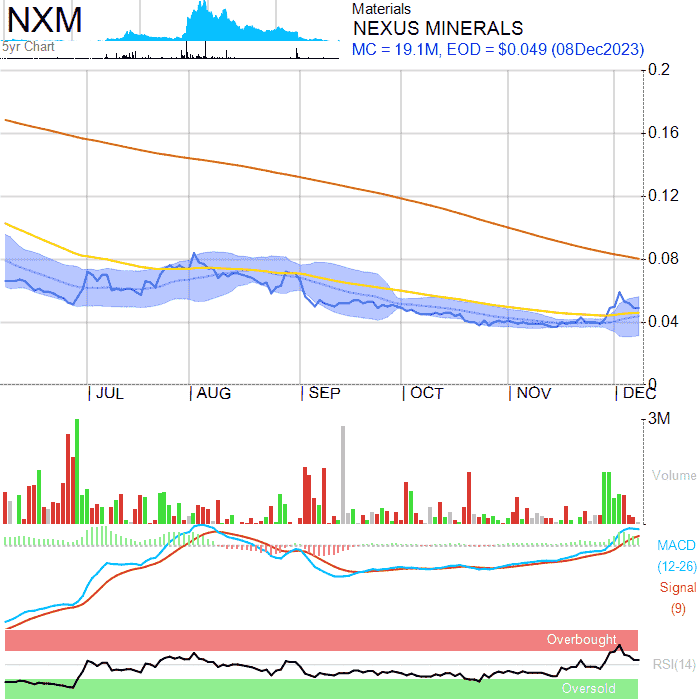 NXM
5yr Chart
Materials
NEXUS MINERALS
MC = 19.1M, EOD = $0.049 (08Dec2023)
0.2
0.16
0.12
0.08
0.04
0
JUL AUG SEP OCT NOV DEC
3M
Volume
MACD
(12-26)
Signal
(9)
Overbought
RSI(14)
Oversold